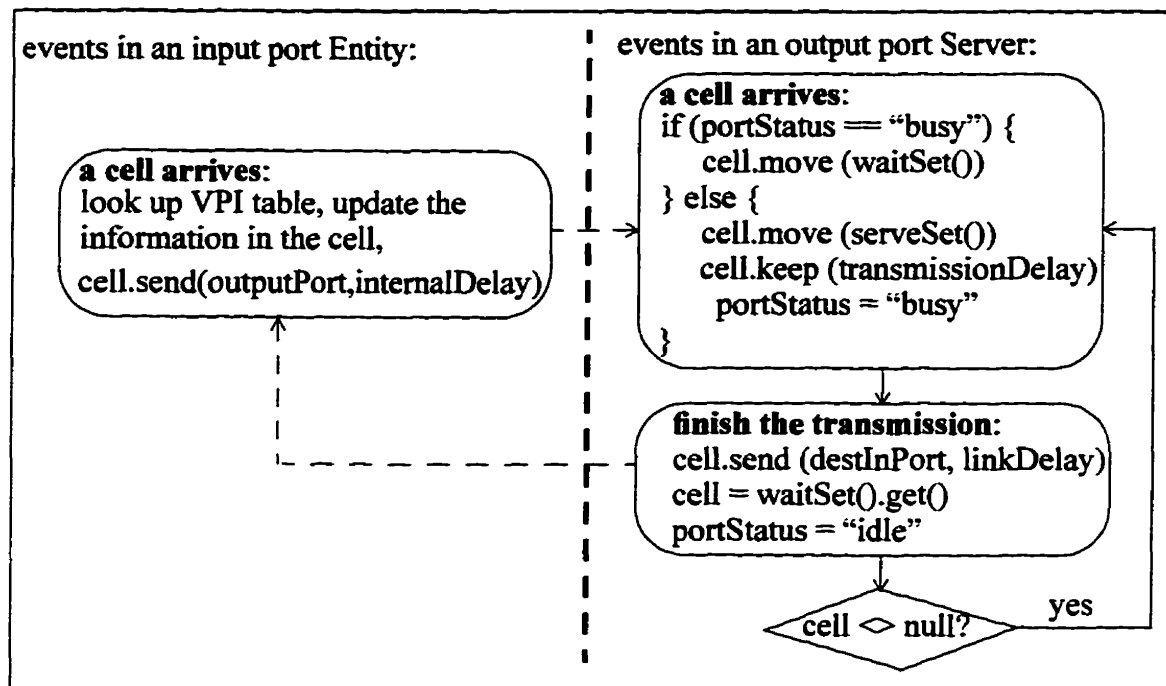 events in an input port Entity:
a cell arrives:
look up VPI table, update the
information in the cell,
cell.send(outputPort,internalDelay)
events in an output port Server:
a cell arrives:
if (portStatus == “busy”) {
cell.move (waitSet())
} else {
cell.move (serveSet())
cell.keep (transmissionDelay)
portStatus = “busy”
}
finish the transmission:
cell.send (destInPort, linkDelay)
cell = waitSet().get()
portStatus = “idle”
cell <> null?
yes